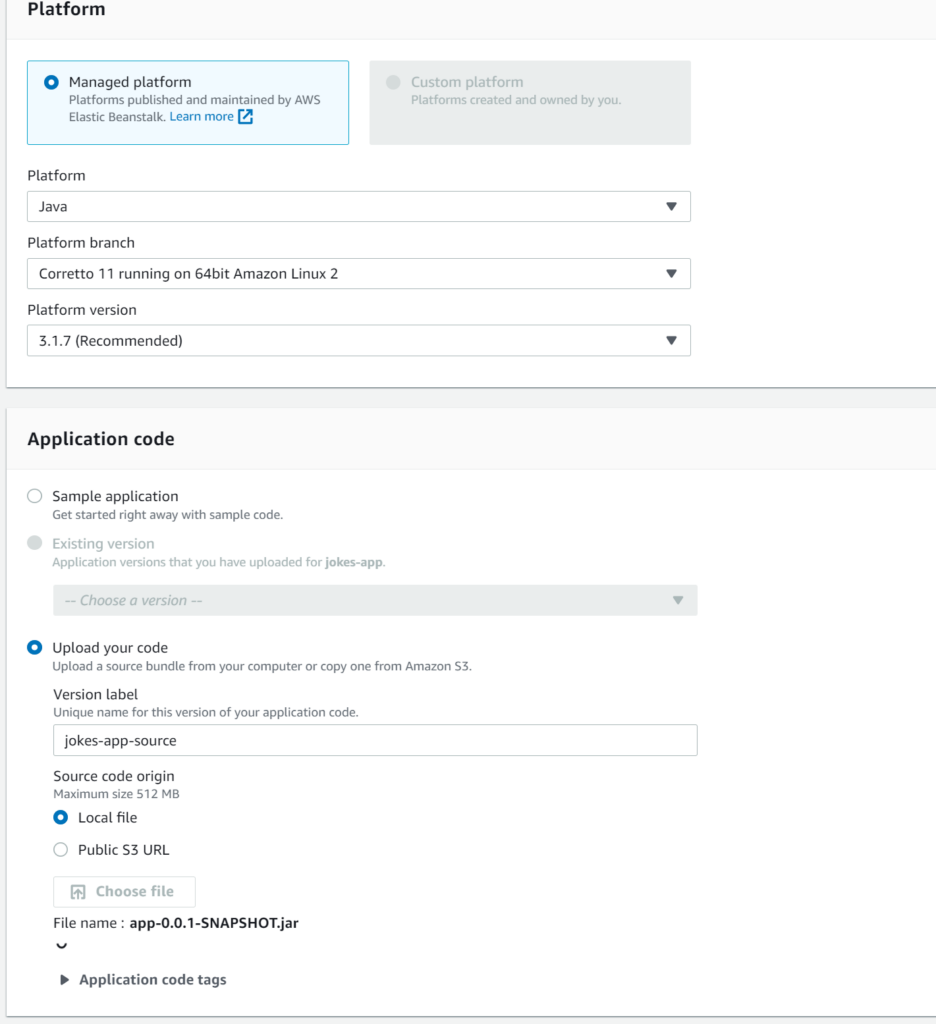 Platform
Managed platform
Platforms published and maintained by AWS
Elastic Beanstalk. Learn more
Custom platform
Platforms created and owned by you.
Platform
Java
Platform branch
Corretto 11 running on 64bit Amazon Linux 2
Platform version
3.1.7 (Recommended)
Application code
Sample application
Get started right away with sample code.
Existing version
Application versions that you have uploaded for jokes-app.
-- Choose a version --
Upload your code
Upload a source bundle from your computer or copy one from Amazon S3.
Version label
Unique name for this version of your application code.
jokes-app-source
Source code origin
Maximum size 512 MB
Local file
Public S3 URL
Choose file
File name : app-0.0.1-SNAPSHOT.jar
Application code tags